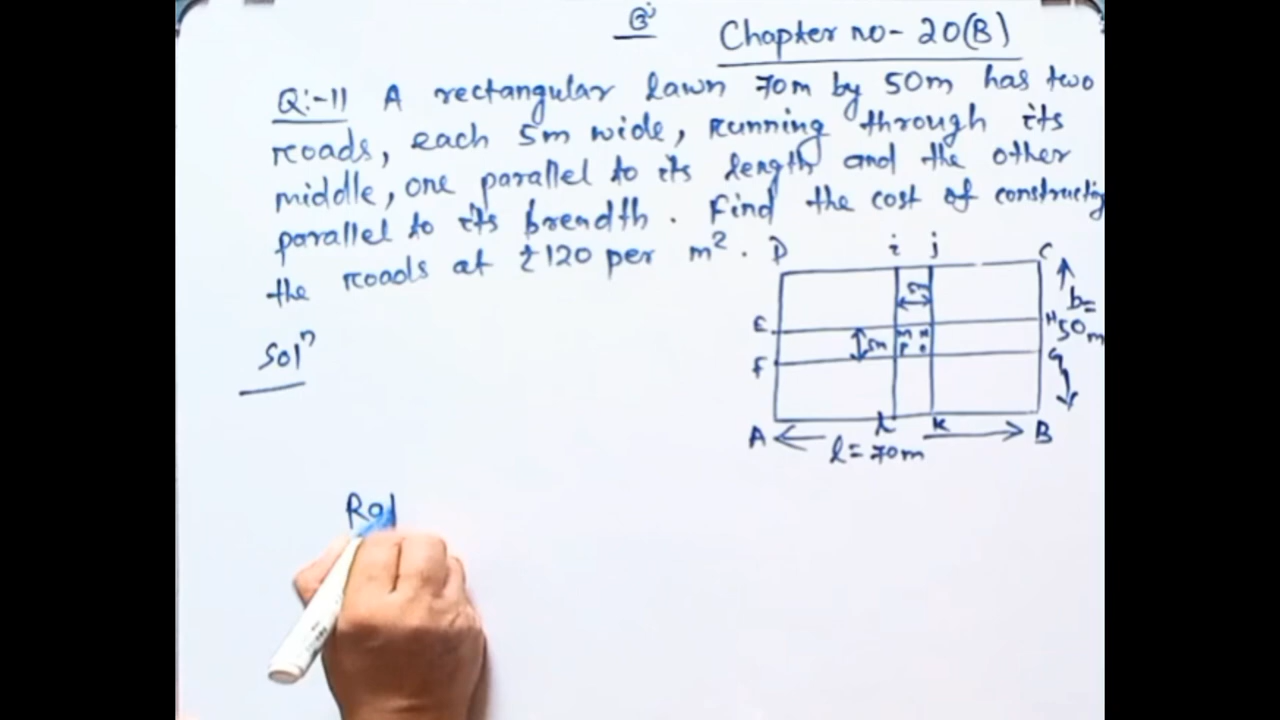 Q:
Chapter no - 20(B)
Q:-11 A rectangular lawn 70m by 50m has two
roads, each 5m wide, running through its
middle, one parallel to its length and the other
parallel to its breadth. Find the cost of constructing
the roads at ₹120 per m².
D i j C
b=
50m
E H
5m
m n
P o
F G
Solⁿ
A l k B
l = 70m